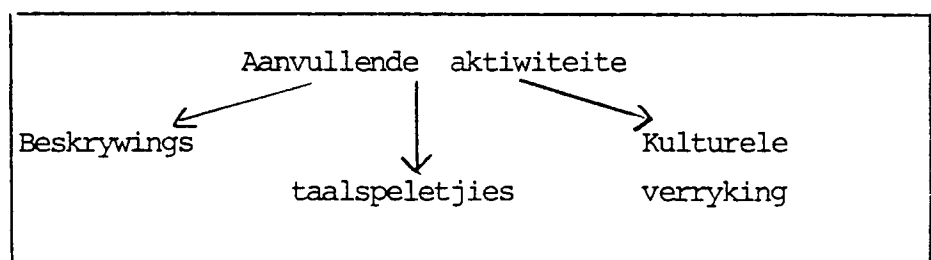 Aanvullende aktiwiteite
Beskrywings
Kulturele
taalspeletjies
verryking